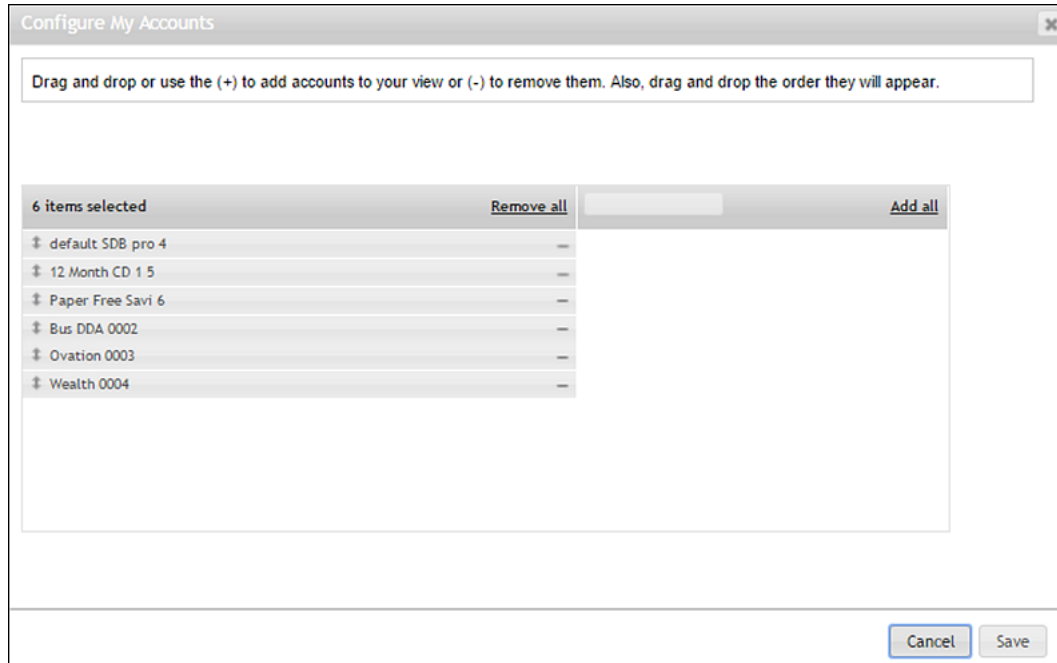 Configure My Accounts
Drag and drop or use the (+) to add accounts to your view or (-) to remove them. Also, drag and drop the order they will appear.
6 items selected Remove all Add all
default SDB pro 4
12 Month CD 1 5
Paper Free Savi 6
Bus DDA 0002
Ovation 0003
Wealth 0004
Cancel Save